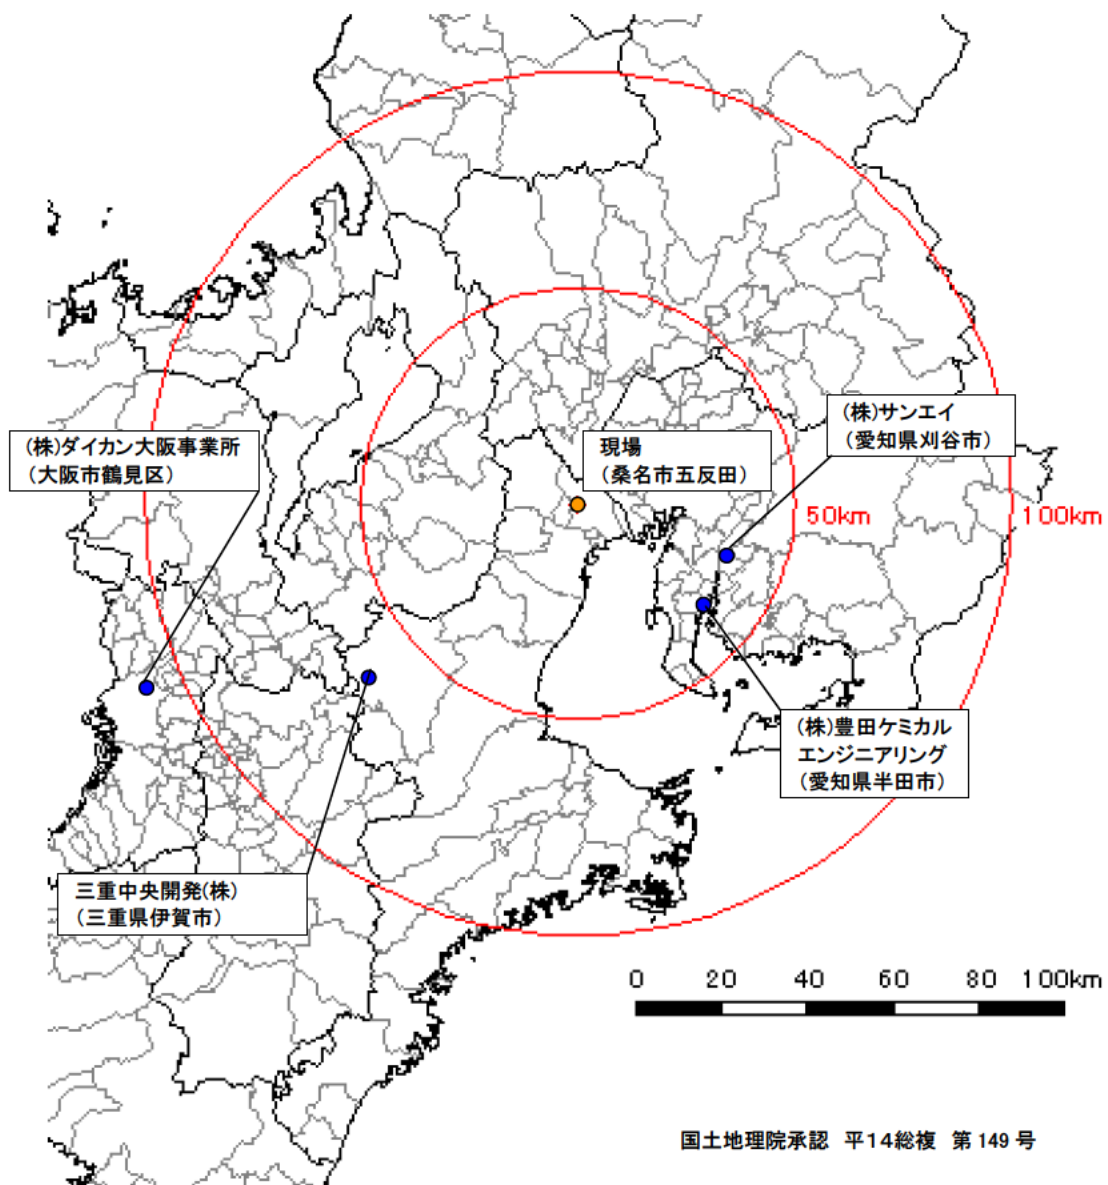 (株)サンエイ
(愛知県刈谷市)
(株)ダイカン大阪事業所
(大阪市鶴見区)
現場
(桑名市五反田)
50km
100km
(株)豊田ケミカル
エンジニアリング
(愛知県半田市)
三重中央開発(株)
(三重県伊賀市)
0 20 40 60 80 100km
国土地理院承認 平14総複 第149号